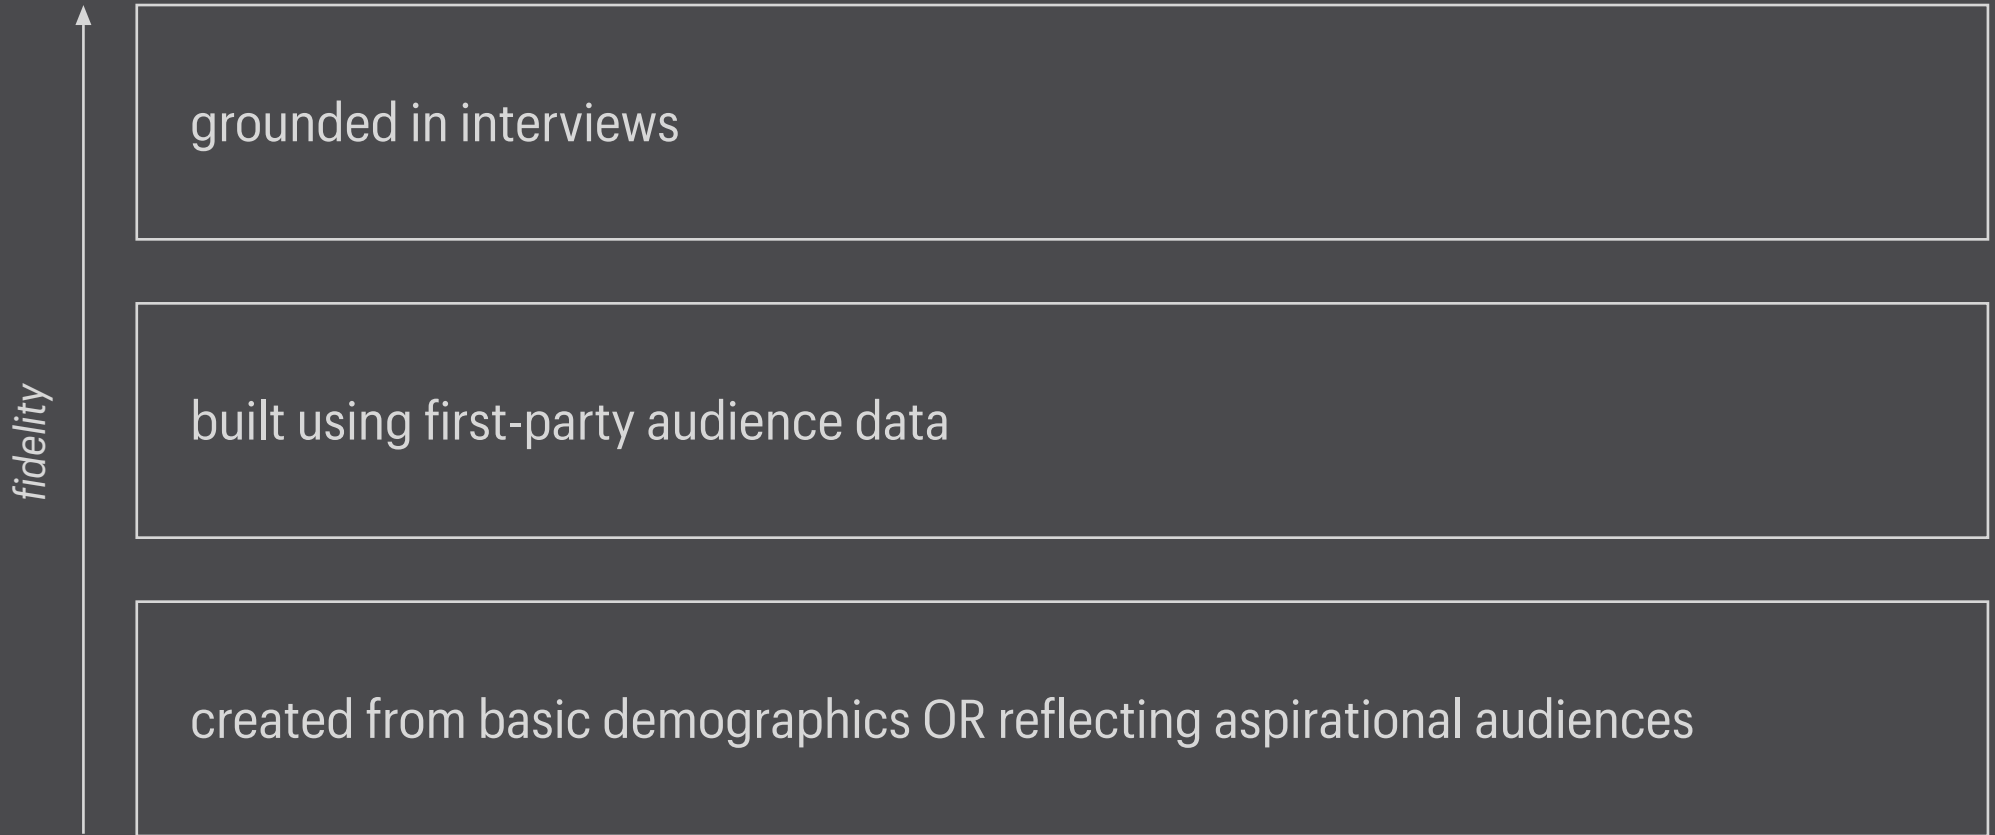 grounded in interviews
fidelity
built using first-party audience data
created from basic demographics OR reflecting aspirational audiences